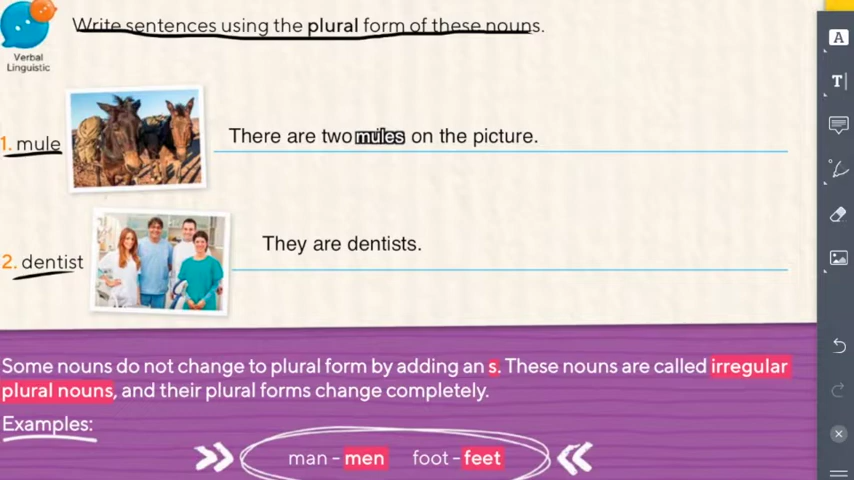 Write sentences using the plural form of these nouns.
Verbal
Linguistic
1. mule
There are two mules on the picture.
2. dentist
They are dentists.
Some nouns do not change to plural form by adding an s. These nouns are called irregular
plural nouns, and their plural forms change completely.
Examples:
man – men foot – feet
A
T